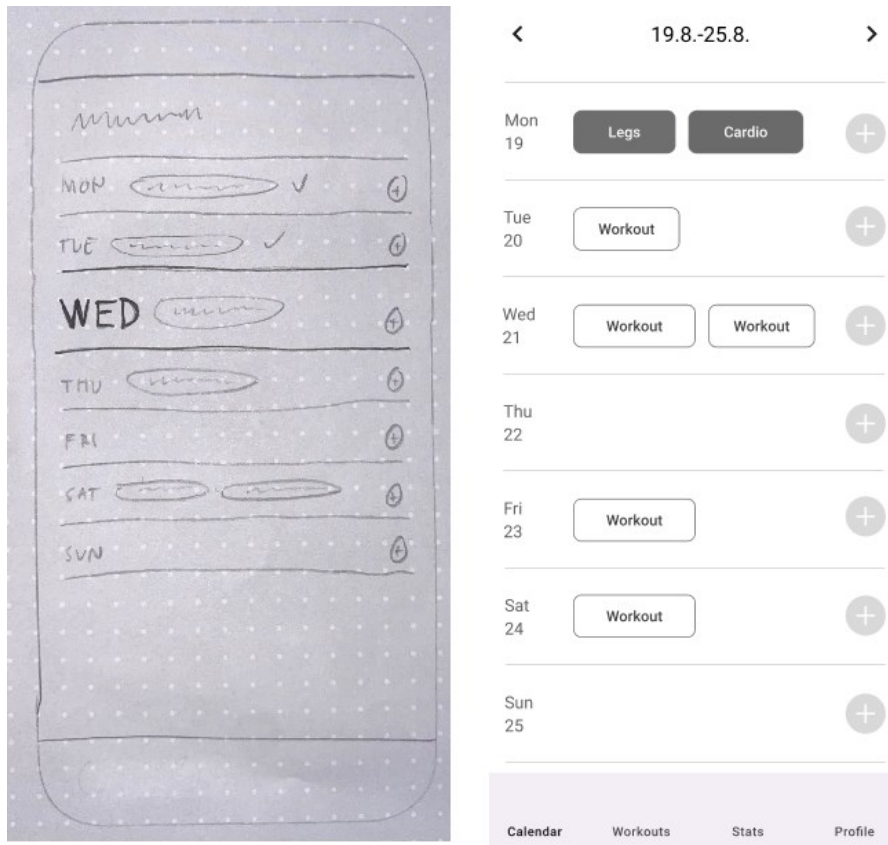 MON
TUE
WED
THU
FRI
SAT
SUN
19.8.-25.8.
Mon
19
Legs
Cardio
Tue
20
Workout
Wed
21
Workout
Workout
Thu
22
Fri
23
Workout
Sat
24
Workout
Sun
25
Calendar
Workouts
Stats
Profile